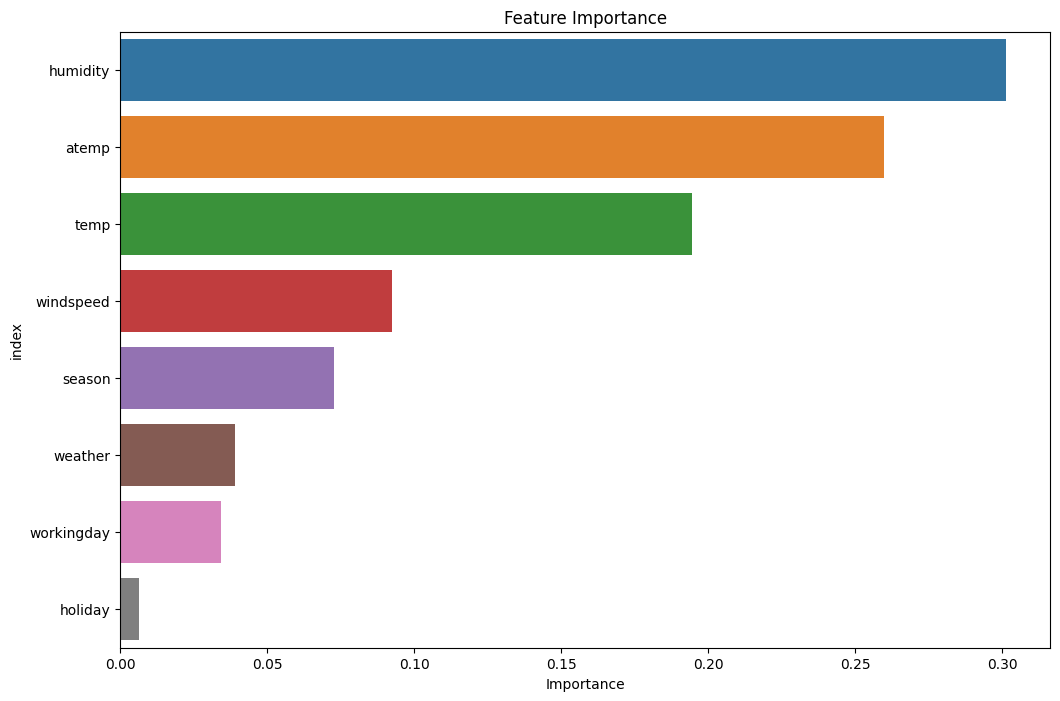 Feature Importance
humidity
atemp
temp
windspeed
index
season
weather
workingday
holiday
0.00 0.05 0.10 0.15 0.20 0.25 0.30
Importance